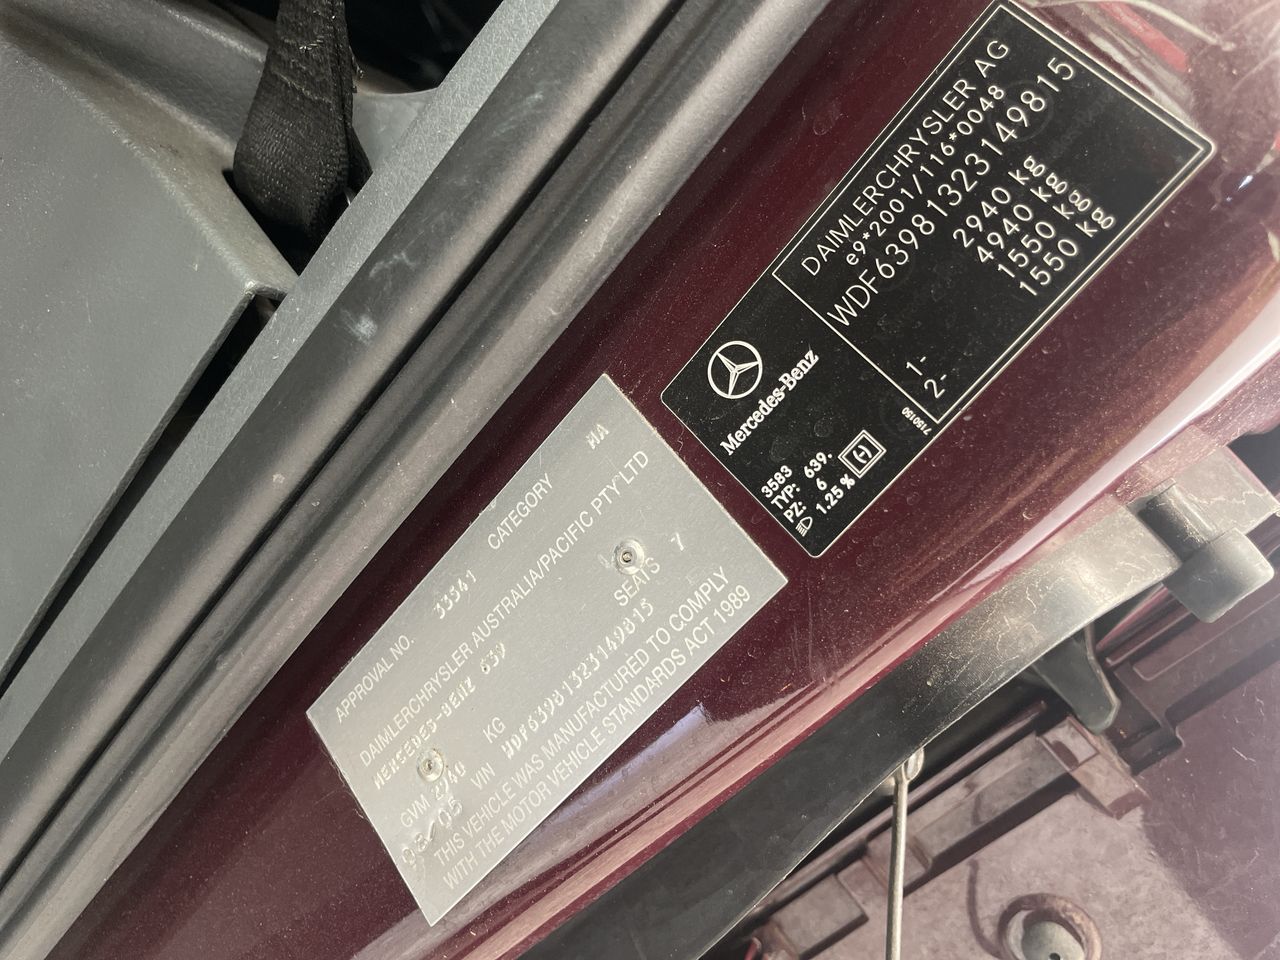 DAIMLERCHRYSLER AG
e9*2001/116*0048
WDF63981323149815
2940 kg
4940 kg
1- 1550 kg
2- 1550 kg
7150150
Mercedes-Benz
3583
TYP: 639.
PZ: 6
1.25 % (-)
APPROVAL NO. 33341 CATEGORY MA
DAIMLERCHRYSLER AUSTRALIA/PACIFIC PTY LTD
MERCEDES-BENZ 639
GVM 2940 KG SEATS 7
08/05 VIN WDF63981323149815
THIS VEHICLE WAS MANUFACTURED TO COMPLY
WITH THE MOTOR VEHICLE STANDARDS ACT 1989